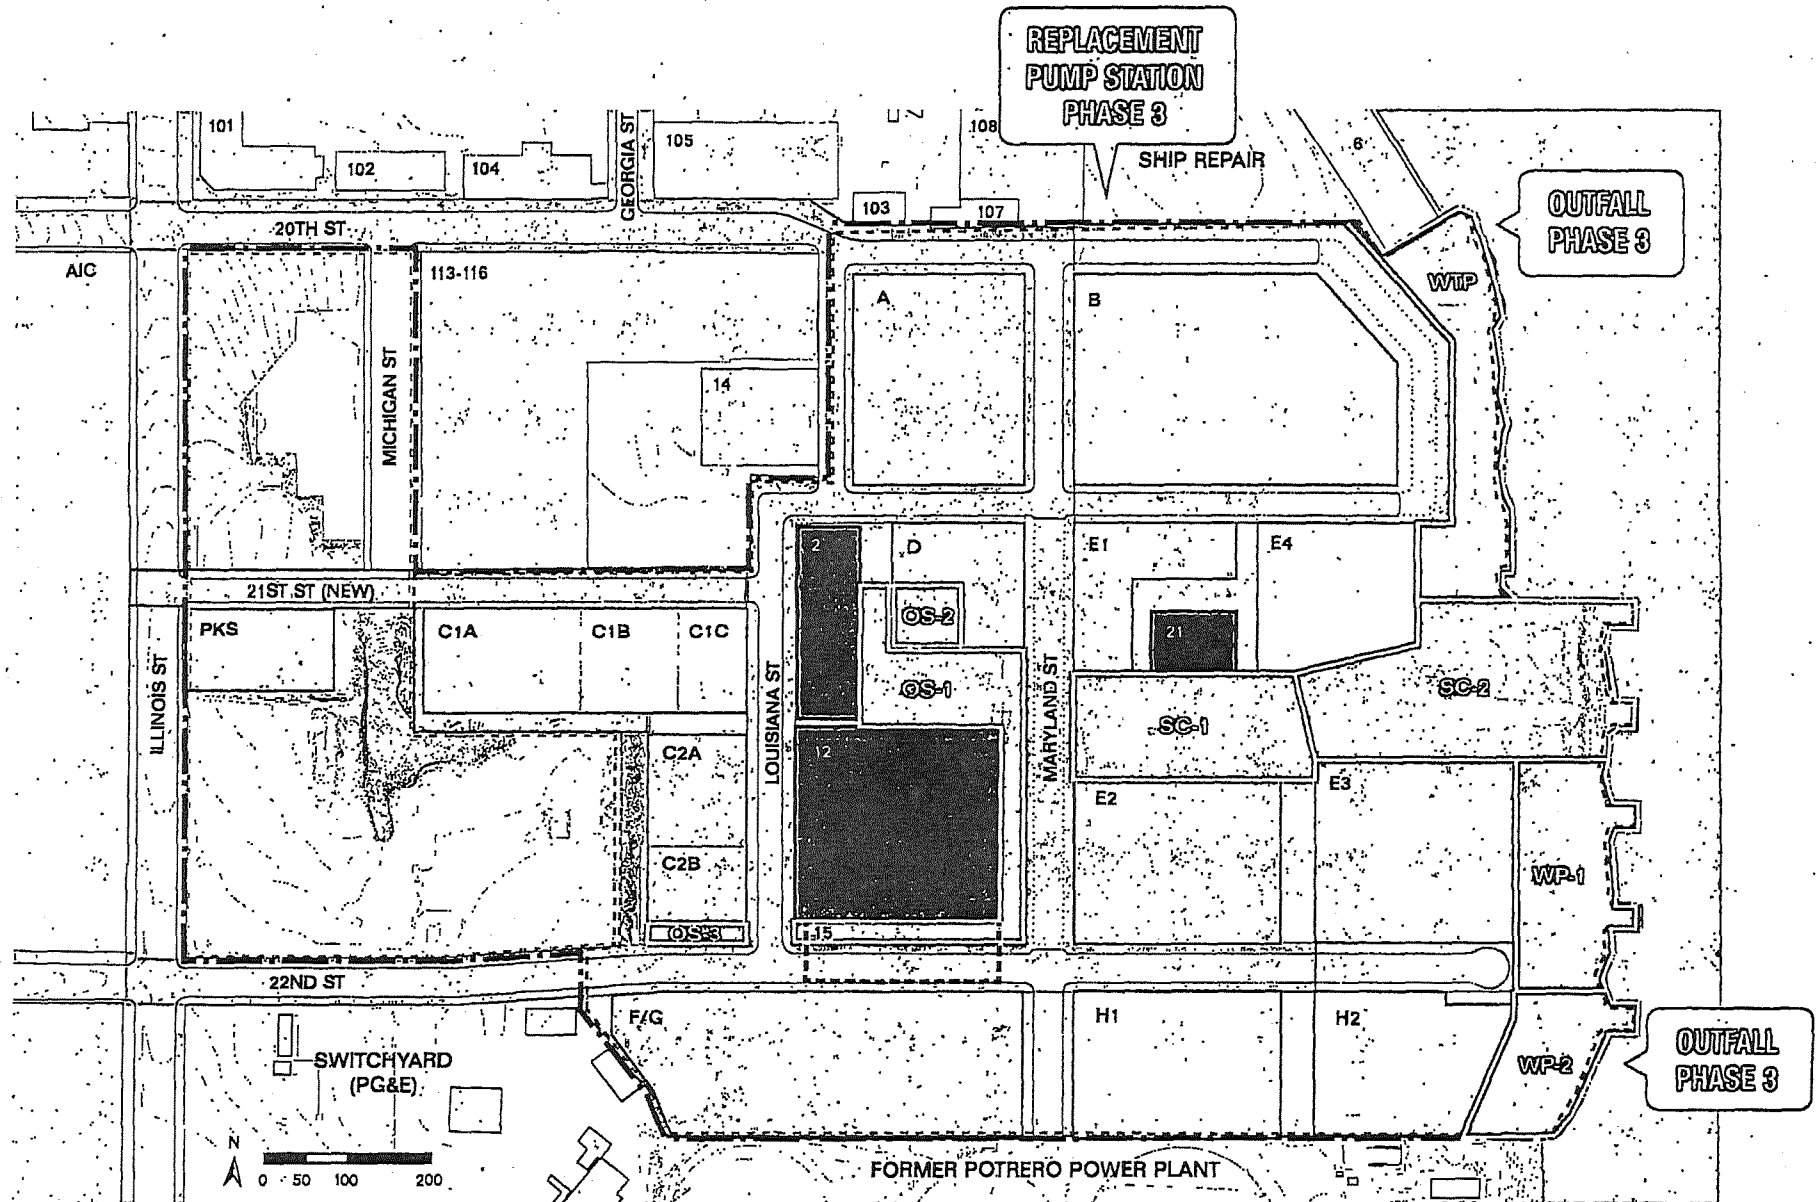 REPLACEMENT
PUMP STATION
PHASE 3
101
102
104
GEORGIA ST
105
108
SHIP REPAIR
6
103
107
OUTFALL
PHASE 3
20TH ST
AIC
113-116
A
B
WTP
MICHIGAN ST
14
2
D
E1
E4
21ST ST (NEW)
OS-2
PKS
C1A
C1B
C1C
21
ILLINOIS ST
LOUISIANA ST
OS-1
MARYLAND ST
SC-1
SC-2
C2A
12
E2
E3
C2B
WP-1
OS-3
15
22ND ST
F/G
H1
H2
SWITCHYARD
(PG&E)
WP-2
OUTFALL
PHASE 3
N
0 50 100 200
FORMER POTRERO POWER PLANT